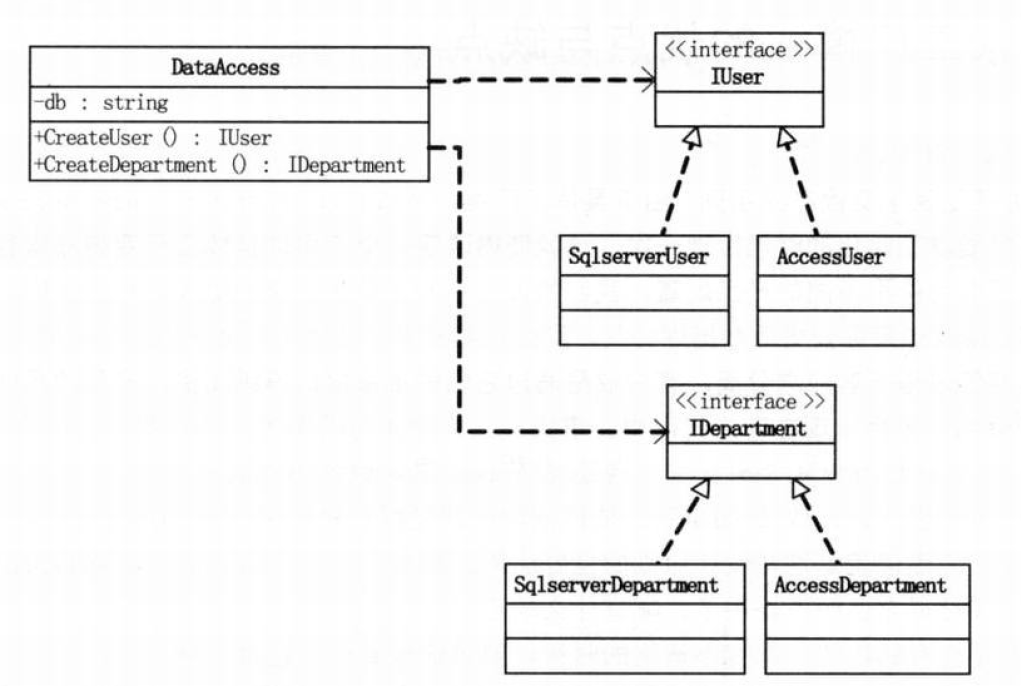 DataAccess
-db : string
+CreateUser () : IUser
+CreateDepartment () : IDepartment
<<interface>>
IUser
SqlserverUser
AccessUser
<<interface>>
IDepartment
SqlserverDepartment
AccessDepartment